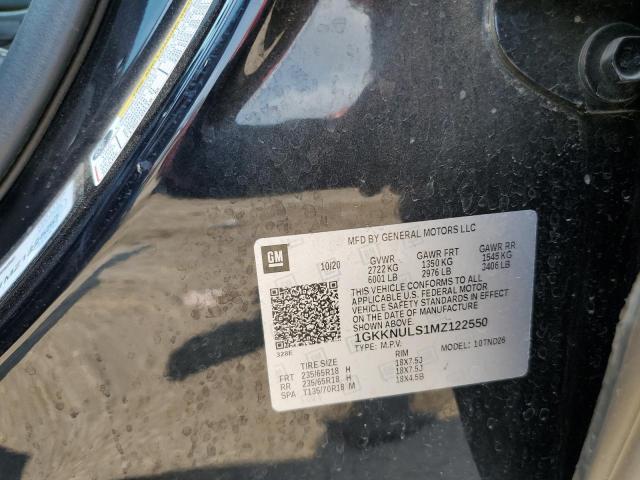 MFD BY GENERAL MOTORS LLC
GM 10/20 GVWR GAWR FRT GAWR RR
2722 KG 1350 KG 1545 KG
6001 LB 2976 LB 3406 LB
THIS VEHICLE CONFORMS TO ALL
APPLICABLE U.S. FEDERAL MOTOR
VEHICLE SAFETY STANDARDS IN EFFECT
ON THE DATE OF MANUFACTURE
SHOWN ABOVE.
1GKKNULS1MZ122550
328E TYPE: M.P.V. MODEL: 10TND26
TIRE SIZE RIM
FRT 235/65R18 H 18X7.5J
RR 235/65R18 H 18X7.5J
SPA T135/70R18 M 18X4.5B